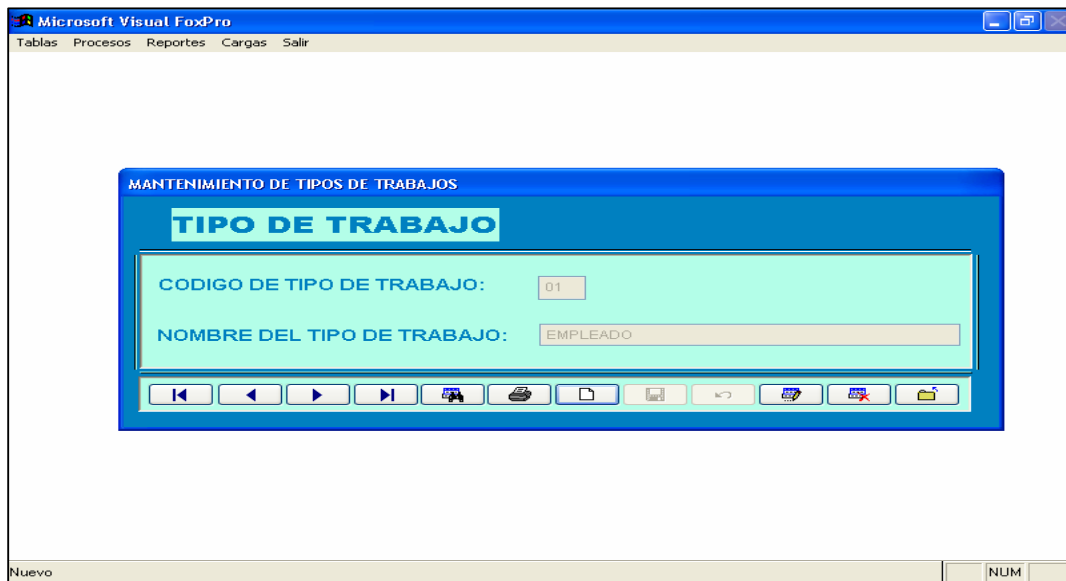 Microsoft Visual FoxPro
Tablas Procesos Reportes Cargas Salir
MANTENIMIENTO DE TIPOS DE TRABAJOS
TIPO DE TRABAJO
CODIGO DE TIPO DE TRABAJO: 01
NOMBRE DEL TIPO DE TRABAJO: EMPLEADO
Nuevo NUM